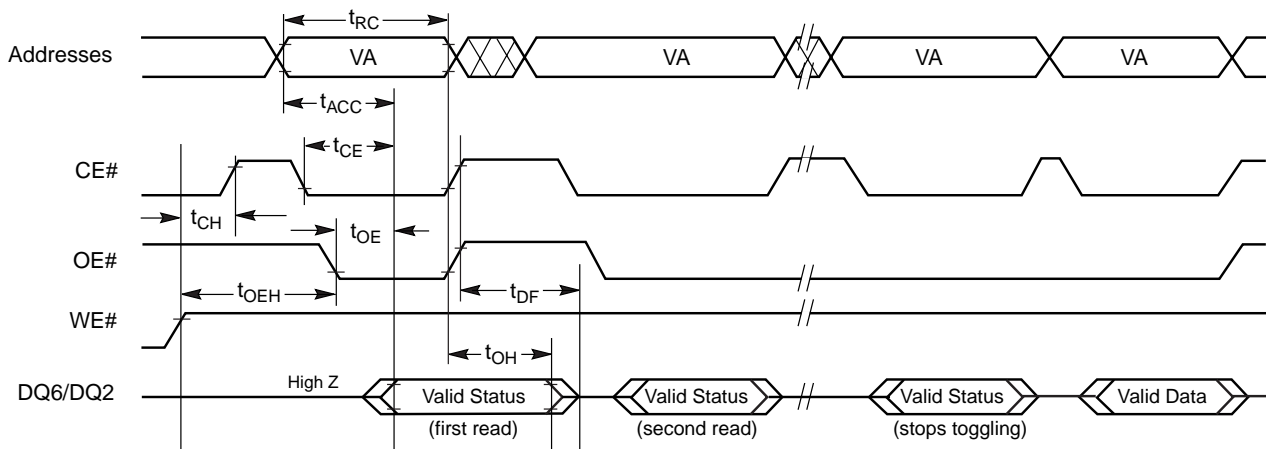 tRC
Addresses VA VA VA VA
tACC
tCE
CE#
tCH tOE
OE#
tOEH tDF
WE#
tOH
DQ6/DQ2 High Z Valid Status Valid Status Valid Status Valid Data
(first read) (second read) (stops toggling)